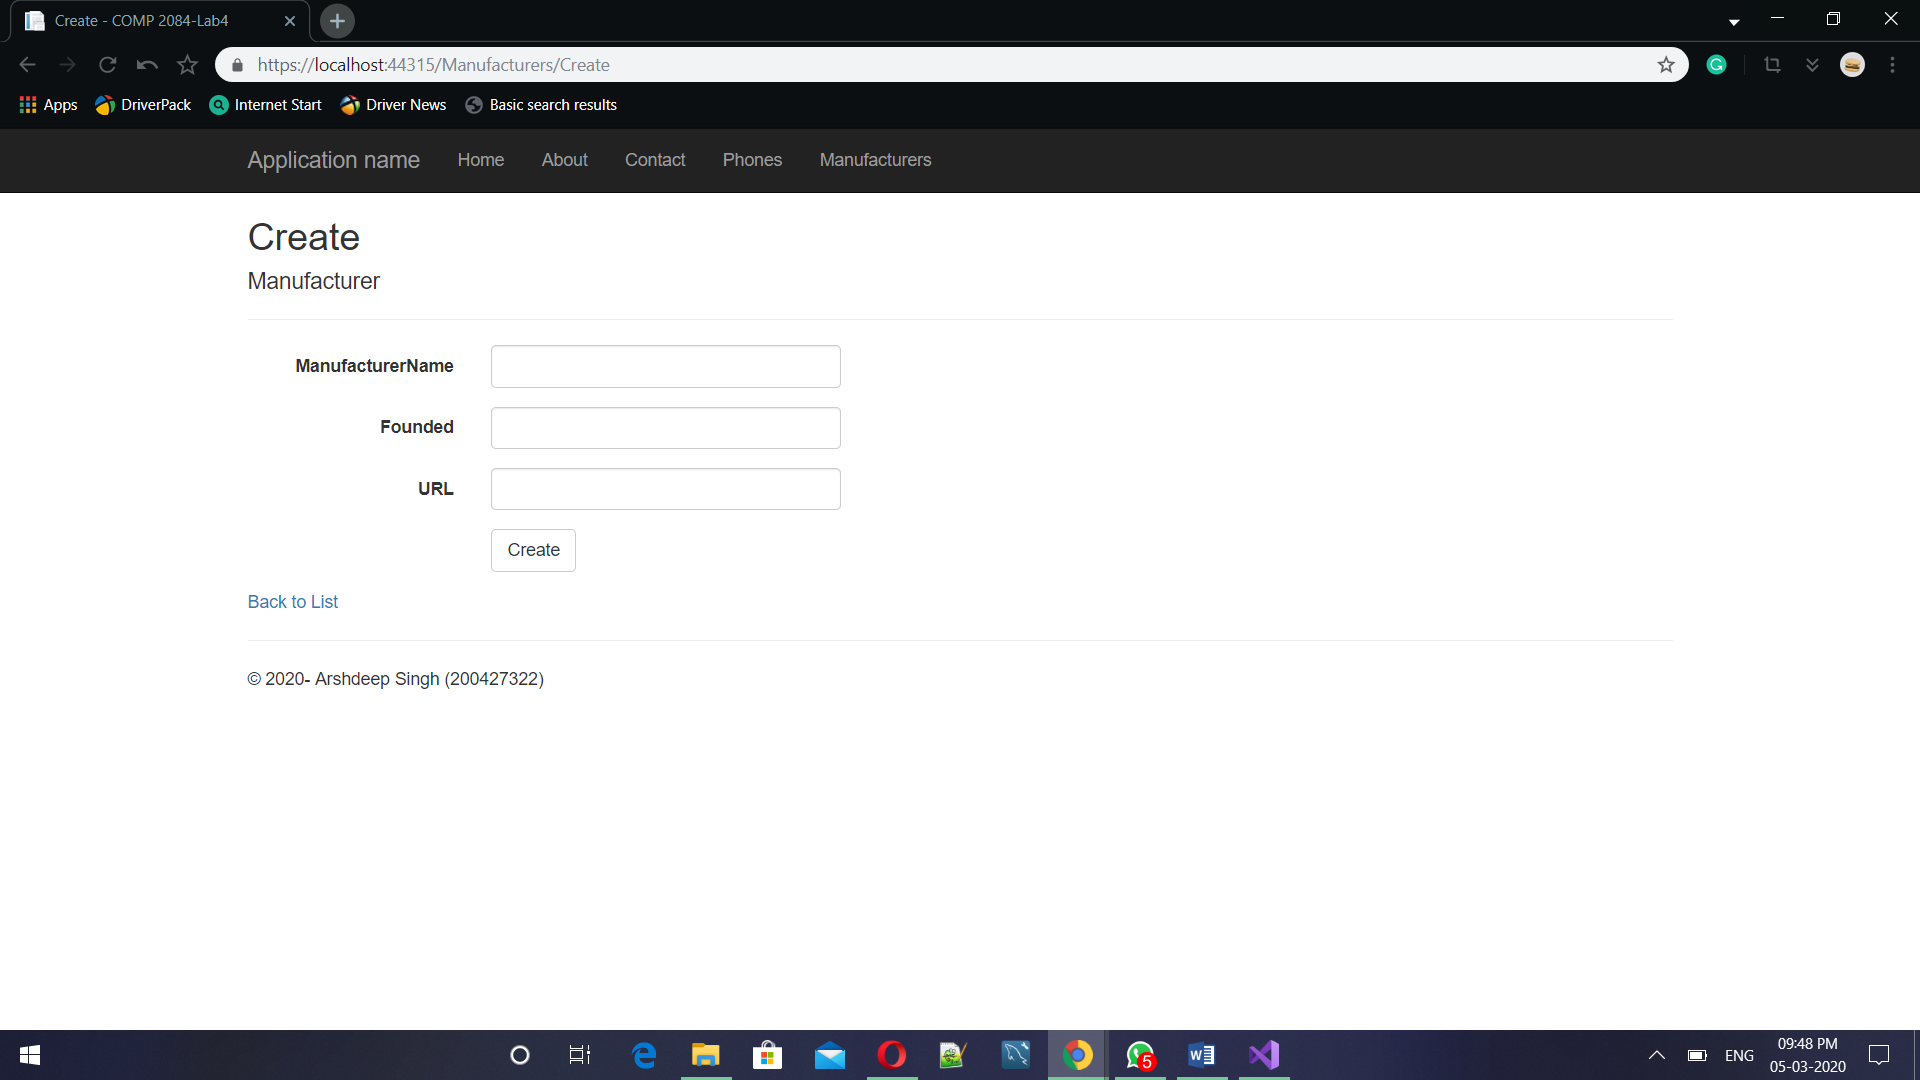 Create - COMP 2084-Lab4
https://localhost:44315/Manufacturers/Create
Apps DriverPack Internet Start Driver News Basic search results
Application name Home About Contact Phones Manufacturers
Create
Manufacturer
ManufacturerName
Founded
URL
Create
Back to List
© 2020- Arshdeep Singh (200427322)
5
ENG
09:48 PM
05-03-2020